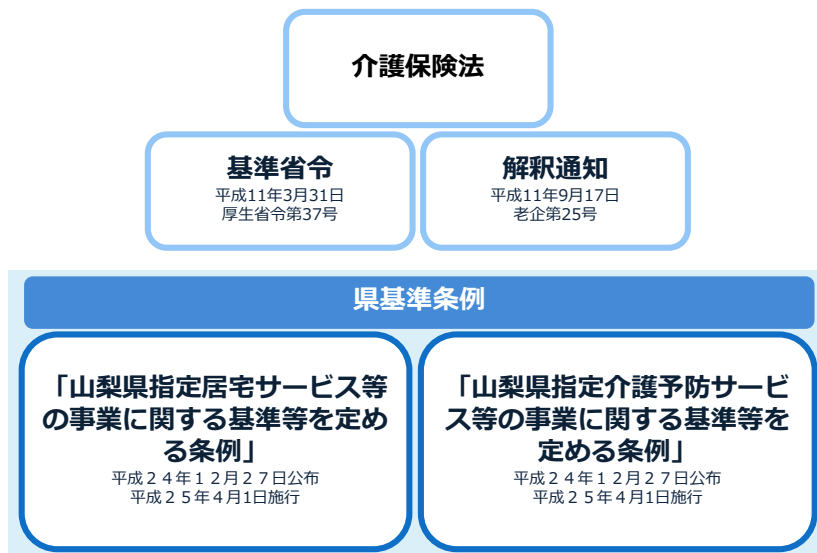 介護保険法
基準省令
平成11年3月31日
厚生省令第37号
解釈通知
平成11年9月17日
老企第25号
県基準条例
「山梨県指定居宅サービス等
の事業に関する基準等を定め
る条例」
平成２４年１２月２７日公布
平成２５年４月1日施行
「山梨県指定介護予防サービ
ス等の事業に関する基準等を
定める条例」
平成２４年１２月２７日公布
平成２５年４月1日施行